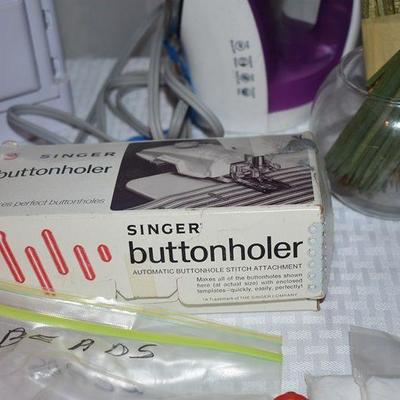 SINGER
buttonholer
es perfect buttonholes
SINGER
buttonholer
AUTOMATIC BUTTONHOLE STITCH ATTACHMENT
Makes all of the buttonholes shown
here (at actual size) with enclosed
templates—quickly, easily, perfectly!
*A Trademark of THE SINGER COMPANY
BEADS